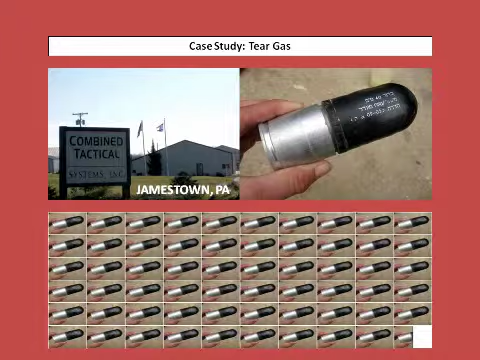 Case Study: Tear Gas
COMBINED
TACTICAL
SYSTEMS, INC.
JAMESTOWN, PA